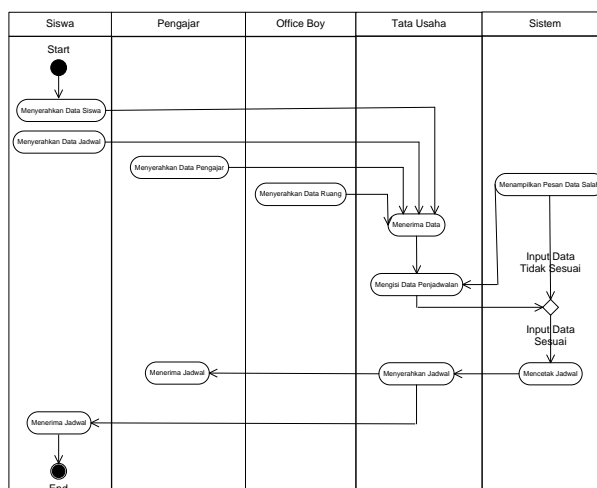 Siswa
Pengajar
Office Boy
Tata Usaha
Sistem
Start
Menyerahkan Data Siswa
Menyerahkan Data Jadwal
Menyerahkan Data Pengajar
Menampilkan Pesan Data Salah
Menyerahkan Data Ruang
Menerima Data
Input Data
Tidak Sesuai
Mengisi Data Penjadwalan
Input Data
Sesuai
Menerima Jadwal
Menyerahkan Jadwal
Mencetak Jadwal
Menerima Jadwal
End